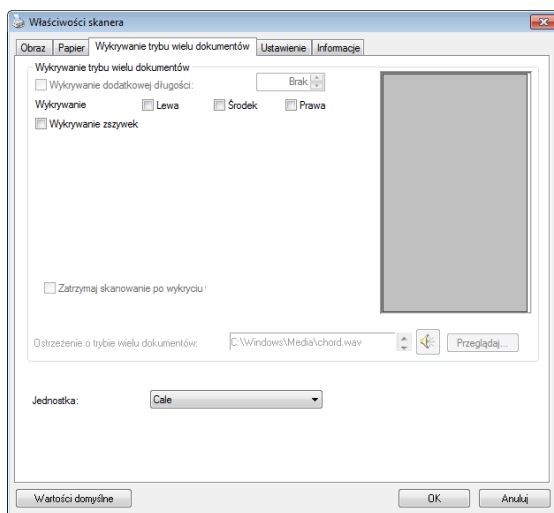 Właściwości skanera
Obraz Papier Wykrywanie trybu wielu dokumentów Ustawienie Informacje
Wykrywanie trybu wielu dokumentów
Wykrywanie dodatkowej długości: Brak
Wykrywanie Lewa Środek Prawa
Wykrywanie zszywek
Zatrzymaj skanowanie po wykryciu
Ostrzeżenie o trybie wielu dokumentów: C:\Windows\Media\chord.wav Przeglądaj...
Jednostka: Cale
Wartości domyślne OK Anuluj